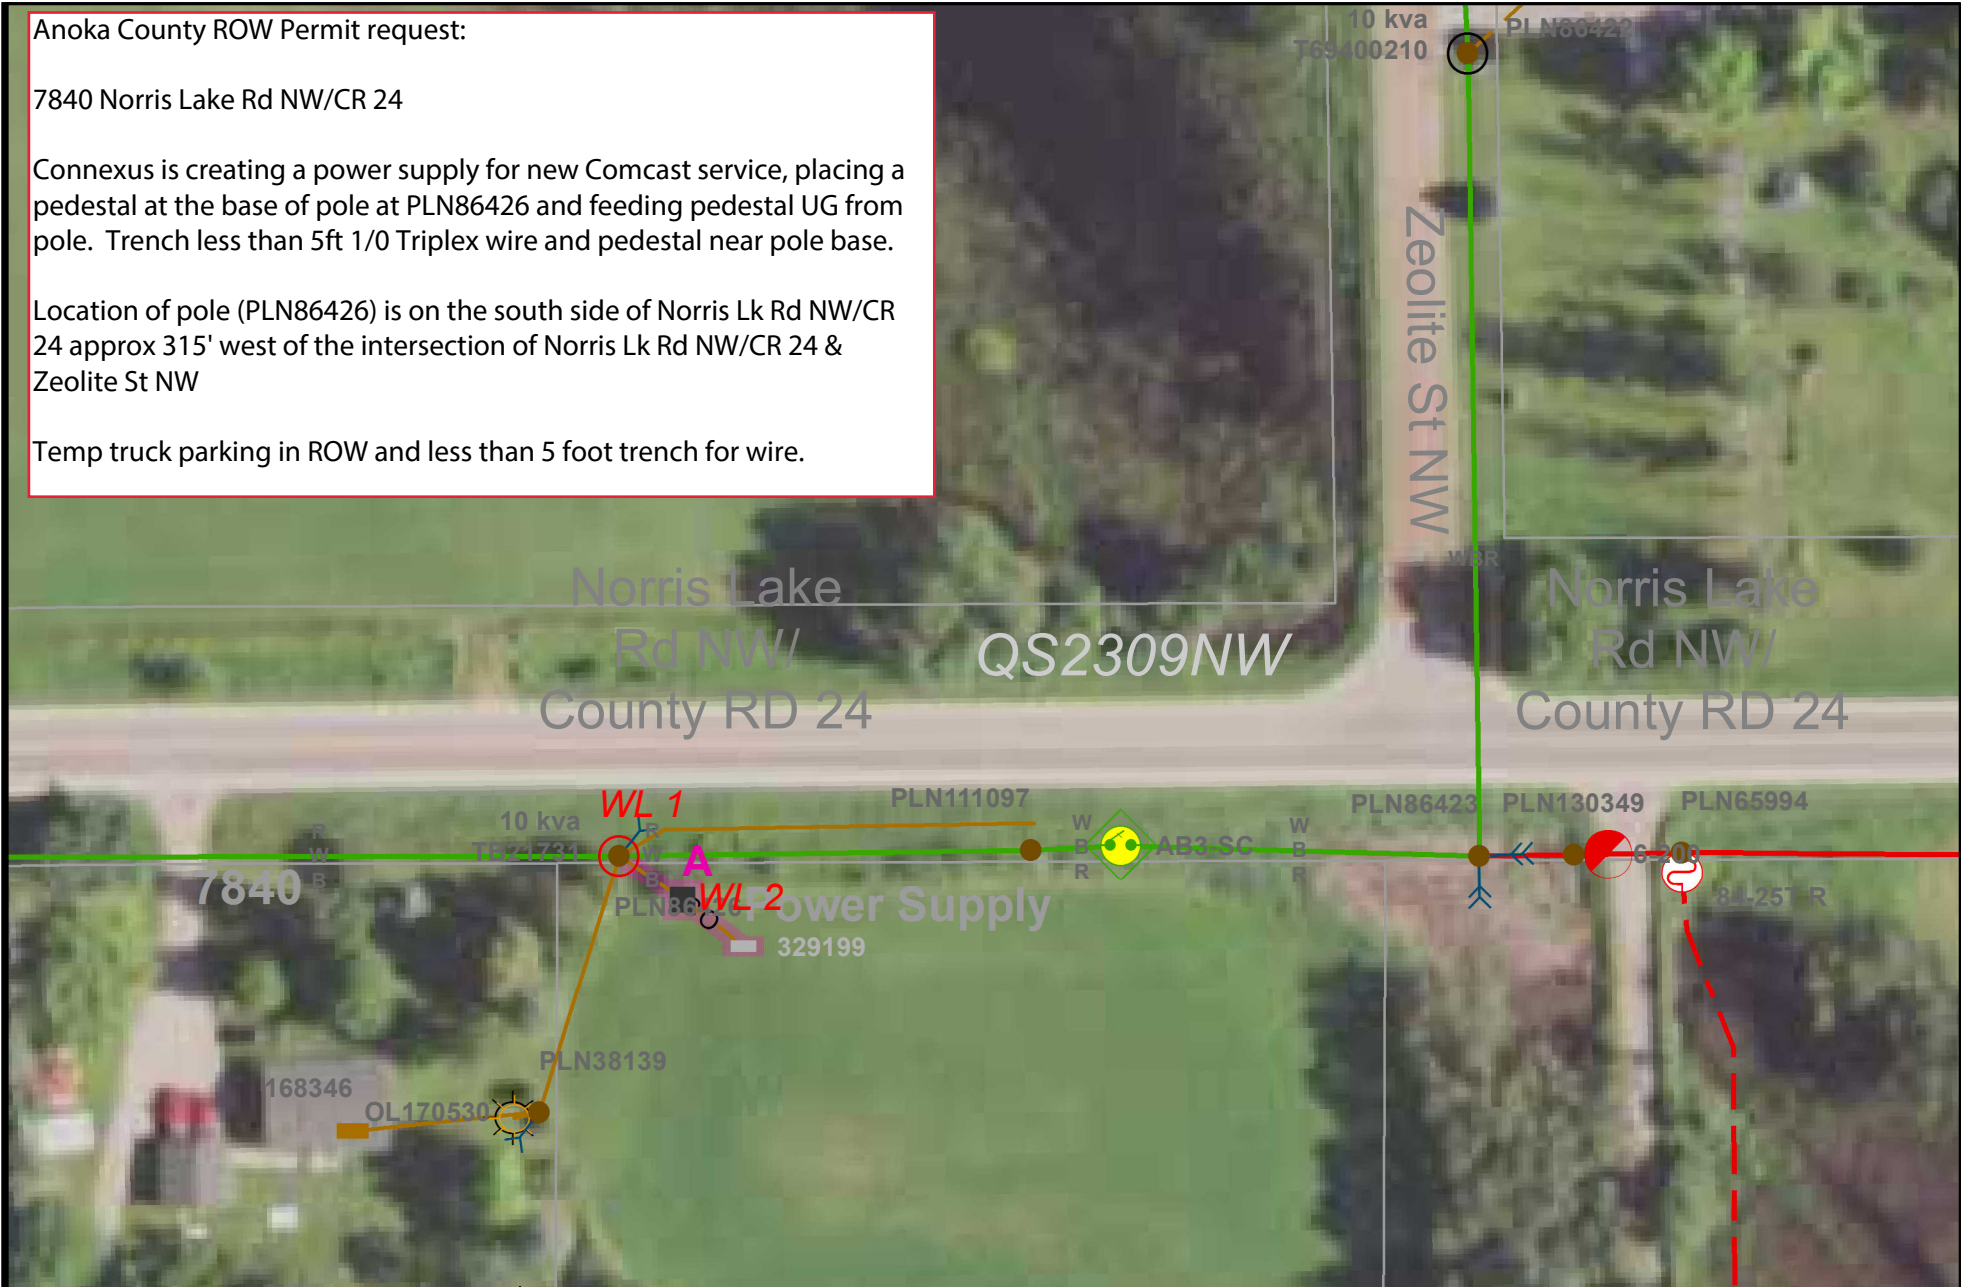 Anoka County ROW Permit request:
7840 Norris Lake Rd NW/CR 24
Connexus is creating a power supply for new Comcast service, placing a
pedestal at the base of pole at PLN86426 and feeding pedestal UG from
pole. Trench less than 5ft 1/0 Triplex wire and pedestal near pole base.
Location of pole (PLN86426) is on the south side of Norris Lk Rd NW/CR
24 approx 315' west of the intersection of Norris Lk Rd NW/CR 24 &
Zeolite St NW
Temp truck parking in ROW and less than 5 foot trench for wire.
10 kva
T69400210
PLN86422
Zeolite St NW
WBR
Norris Lake
Rd NW/
County RD 24
QS2309NW
Norris Lake
Rd NW/
County RD 24
WL 1
10 kva
TB21731
R
W
B
R
W
B
A
PLN111097
W
B
R
AB3-SC
W
B
R
PLN86423
PLN130349
PLN65994
6-200
84-257-R
7840
WL 2
Power Supply
329199
PLN38139
168346
OL170530